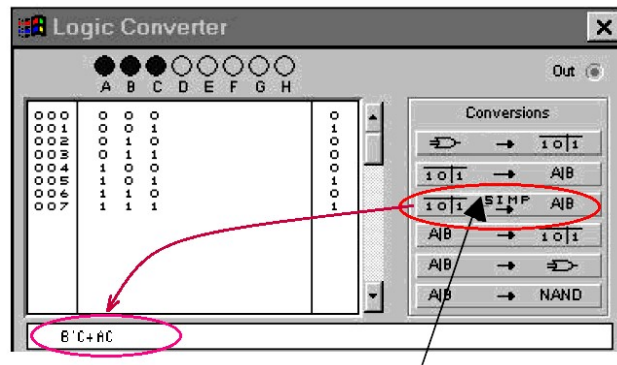 Logic Converter
A B C D E F G H
Out
000 0 0 0 0
001 0 0 1 1
002 0 1 0 0
003 0 1 1 0
004 1 0 0 0
005 1 0 1 1
006 1 1 0 0
007 1 1 1 1
Conversions
→ 1 0|1
1 0|1 → A|B
1 0|1 SIMP → A|B
A|B → 1 0|1
A|B →
A|B → NAND
B'C+AC